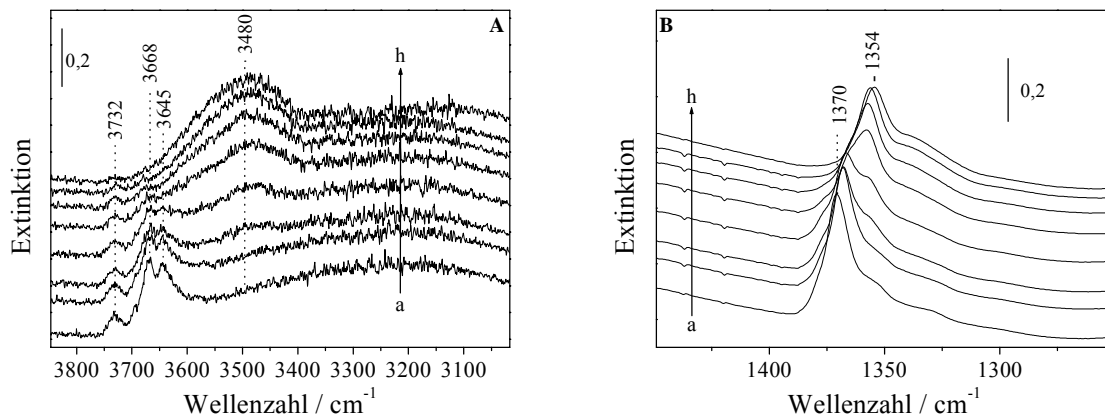 A
0,2
3732
3668
3645
3480
h
a
Extinktion
3800 3700 3600 3500 3400 3300 3200 3100
Wellenzahl / cm⁻¹
B
1370
1354
0,2
h
a
Extinktion
1400 1350 1300
Wellenzahl / cm⁻¹